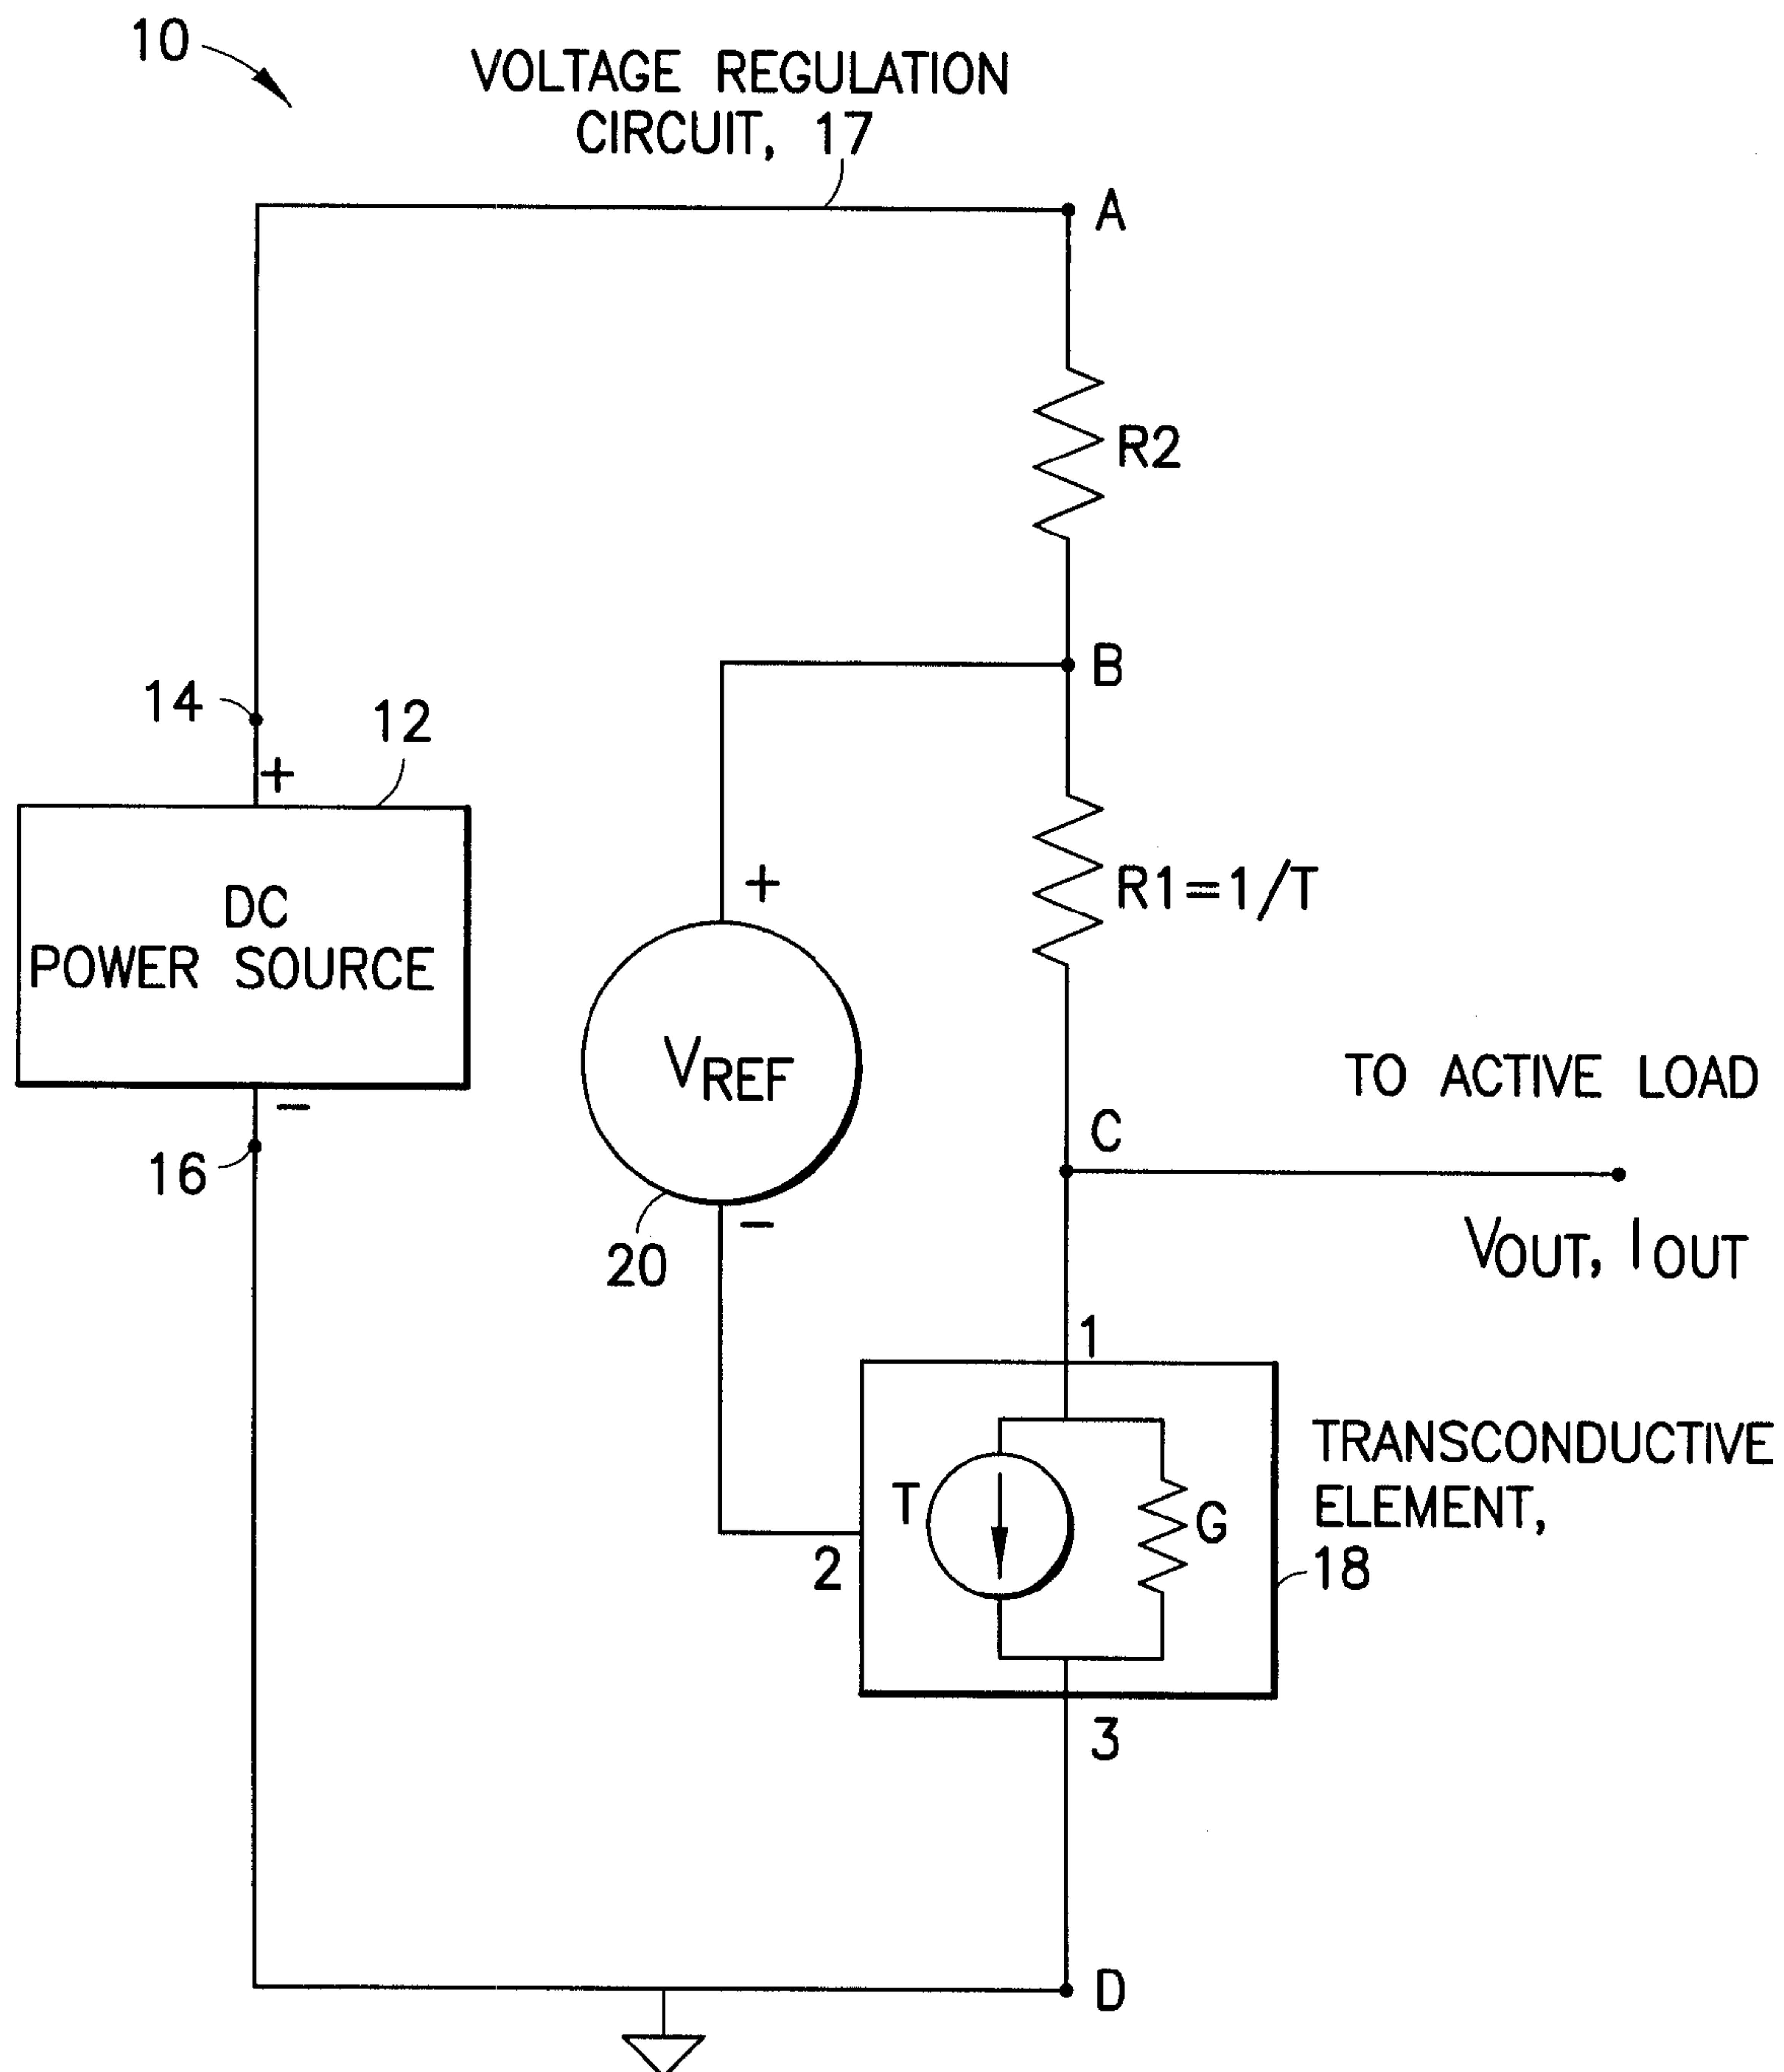 10
VOLTAGE REGULATION
CIRCUIT, 17
A
R2
B
14
12
+
+
DC
POWER SOURCE
R1=1/T
VREF
TO ACTIVE LOAD
C
−
16
−
20
VOUT, IOUT
1
TRANSCONDUCTIVE
ELEMENT,
18
T
G
2
3
D